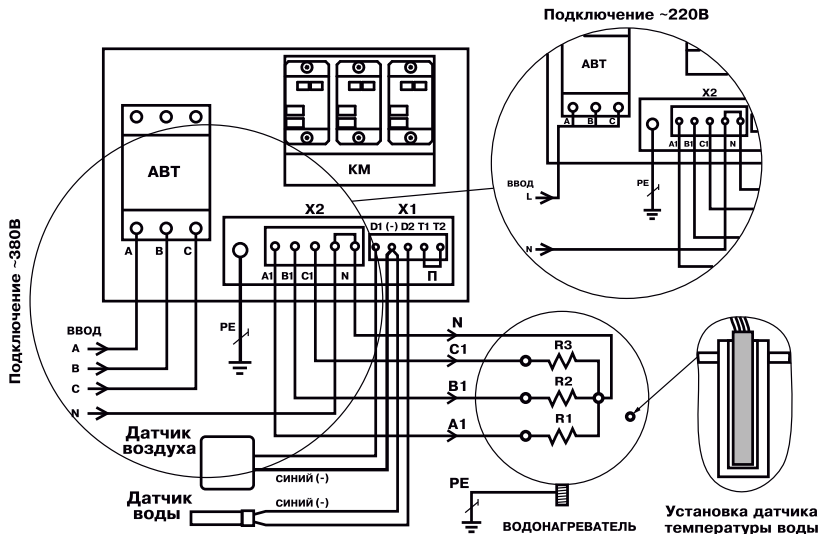 Подключение ~220В
АВТ
X2
A
B
C
A1
B1
C1
N
PE
ВВОД
L
N
КМ
АВТ
A
B
C
X2
X1
D1 (-) D2 T1 T2
A1
B1
C1
N
П
PE
Подключение ~380В
ВВОД
A
B
C
N
N
C1
B1
A1
R3
R2
R1
Датчик
воздуха
СИНИЙ (-)
Датчик
воды
СИНИЙ (-)
PE
ВОДОНАГРЕВАТЕЛЬ
Установка датчика
температуры воды